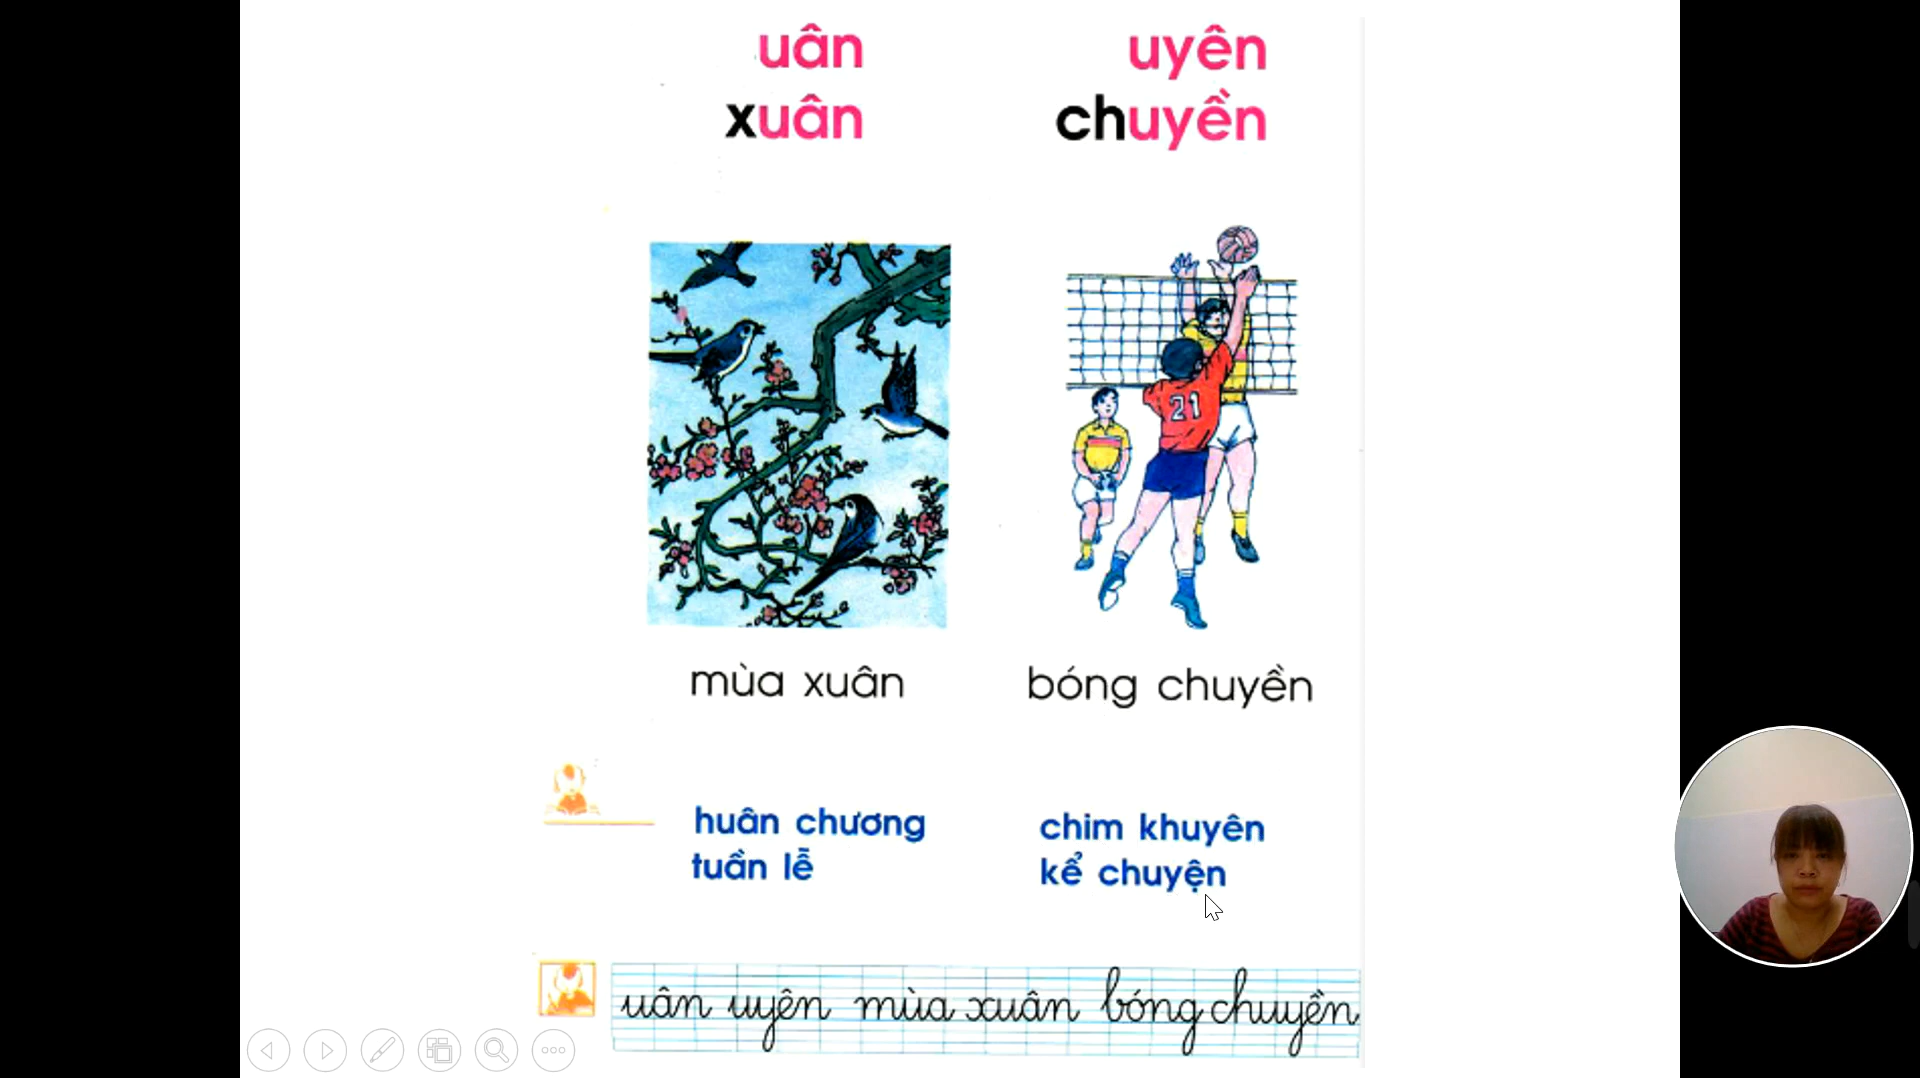 uân uyên
xuân chuyền
21
mùa xuân bóng chuyền
huân chương chim khuyên
tuần lễ kể chuyện
uân uyên mùa xuân bóng chuyền